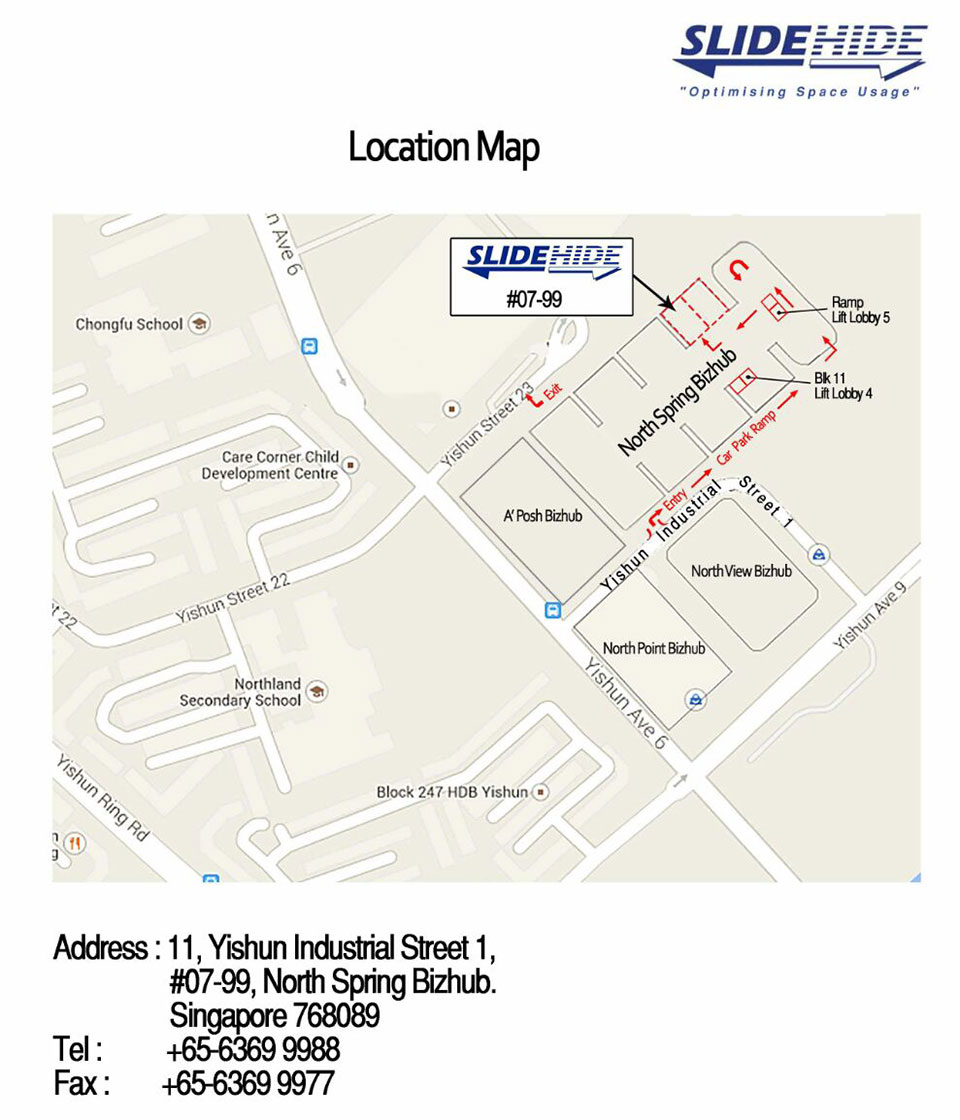 SLIDEHIDE
"Optimising Space Usage"
Location Map
n Ave 6
SLIDEHIDE
#07-99
Chongfu School
Ramp
Lift Lobby 5
North Spring Bizhub
Blk 11
Lift Lobby 4
Yishun Street 23
Exit
Car Park Ramp
Care Corner Child
Development Centre
Entry
A' Posh Bizhub
Yishun Industrial Street 1
North View Bizhub
Yishun Street 22
t 22
Yishun Ave 9
North Point Bizhub
Northland
Secondary School
Yishun Ave 6
Block 247 HDB Yishun
Yishun Ring Rd
n
g
Address : 11, Yishun Industrial Street 1,
#07-99, North Spring Bizhub.
Singapore 768089
Tel : +65-6369 9988
Fax : +65-6369 9977